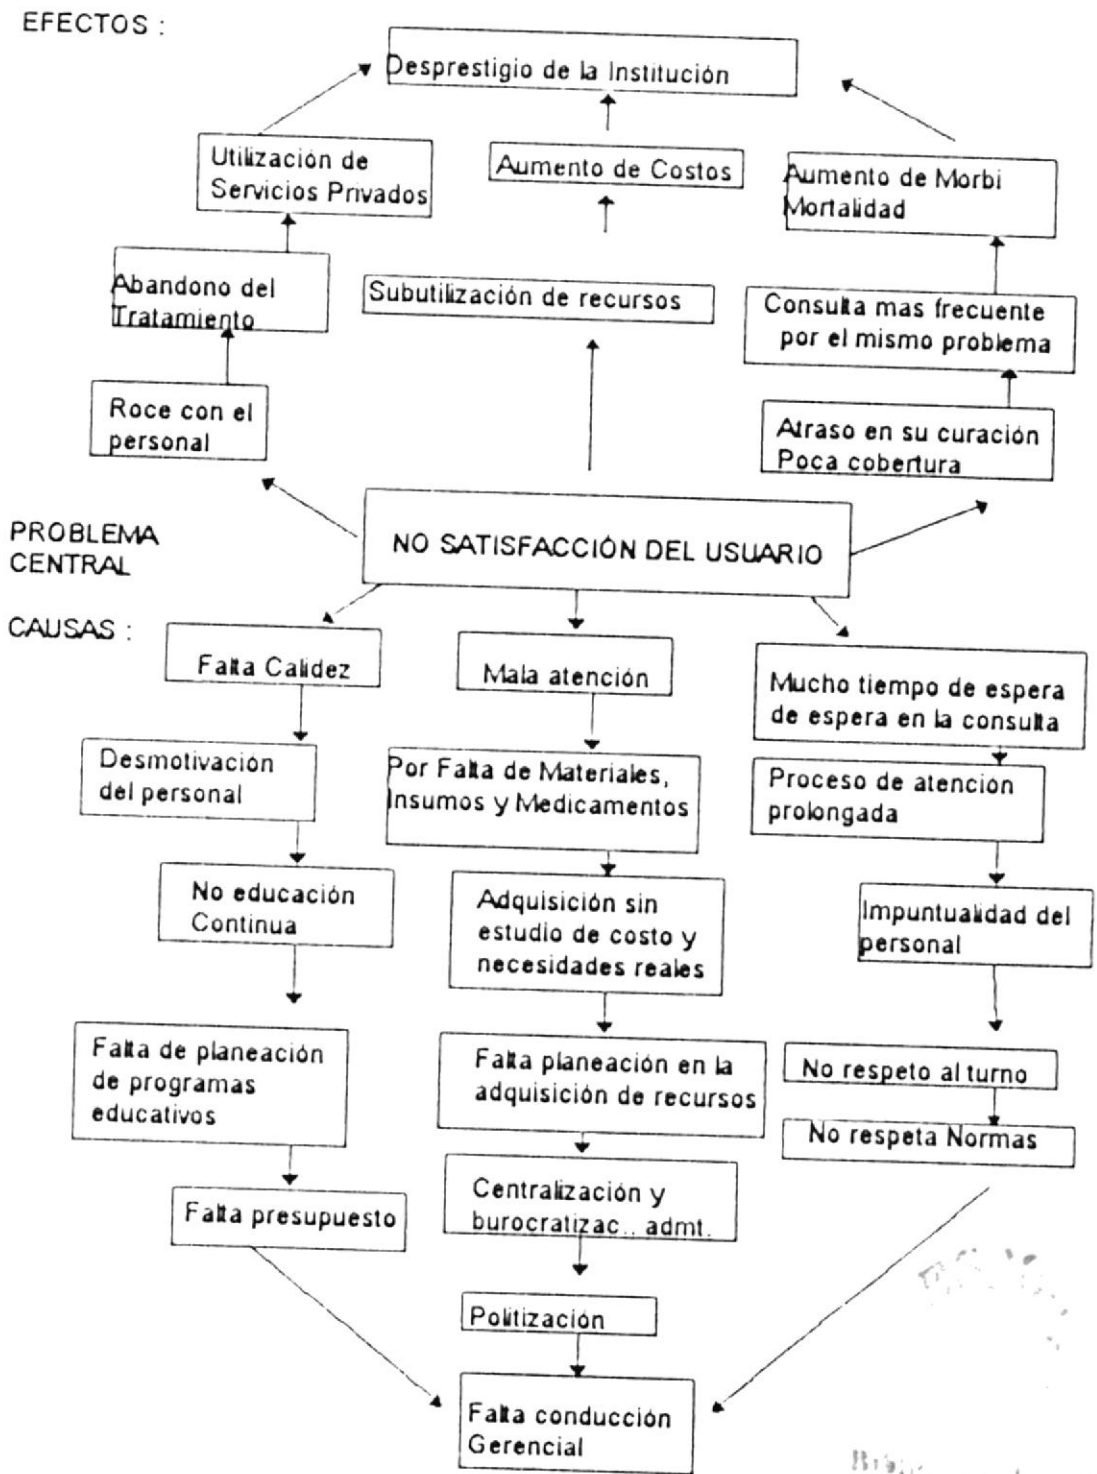 EFECTOS :
Desprestigio de la Institución
Utilización de
Servicios Privados
Aumento de Costos
Aumento de Morbi
Mortalidad
Abandono del
Tratamiento
Subutilización de recursos
Consulta mas frecuente
por el mismo problema
Roce con el
personal
Atraso en su curación
Poca cobertura
PROBLEMA
CENTRAL
NO SATISFACCIÓN DEL USUARIO
CAUSAS :
Falta Calidez
Mala atención
Mucho tiempo de espera
de espera en la consulta
Desmotivación
del personal
Por Falta de Materiales,
Insumos y Medicamentos
Proceso de atención
prolongada
No educación
Continua
Adquisición sin
estudio de costo y
necesidades reales
Impuntualidad del
personal
Falta de planeación
de programas
educativos
Falta planeación en la
adquisición de recursos
No respeto al turno
No respeta Normas
Falta presupuesto
Centralización y
burocratizac.. admt.
Politización
Falta conducción
Gerencial